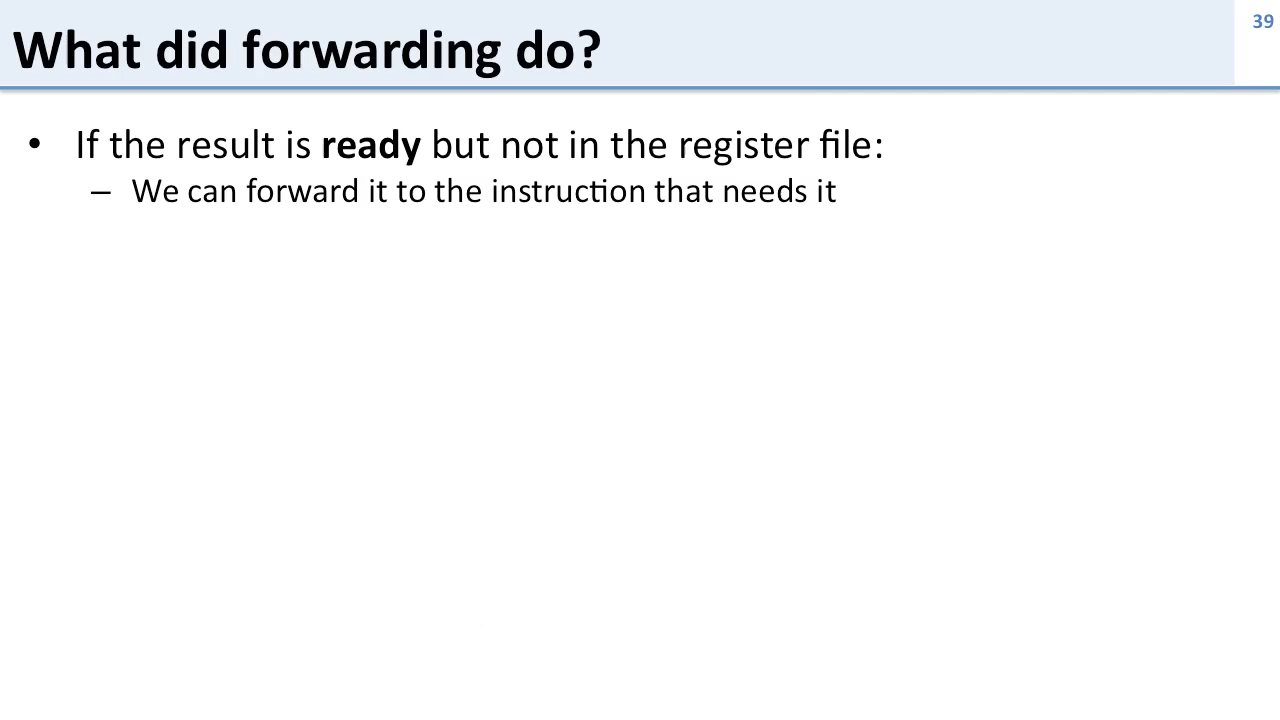 What did forwarding do?
39
• If the result is ready but not in the register file:
– We can forward it to the instruction that needs it